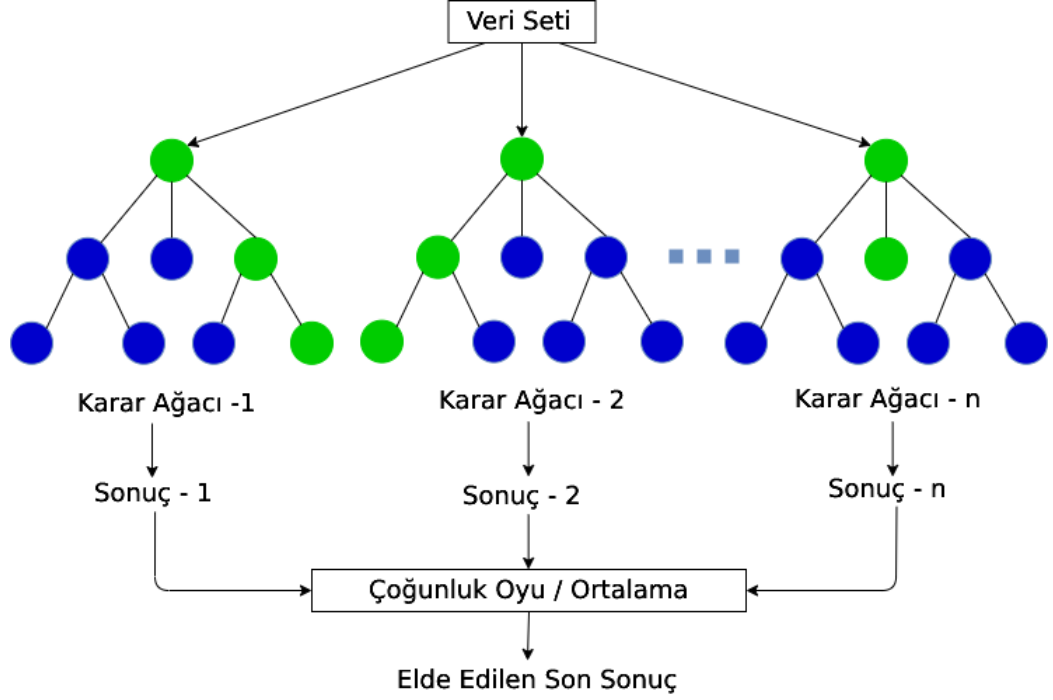 Veri Seti
Karar Ağacı -1
Karar Ağacı - 2
Karar Ağacı - n
Sonuç - 1
Sonuç - 2
Sonuç - n
Çoğunluk Oyu / Ortalama
Elde Edilen Son Sonuç